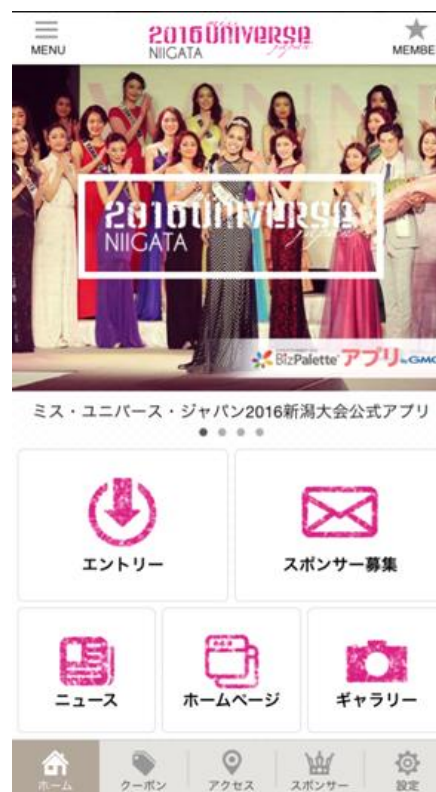 MENU
miss
2016 UNIVERSE
NIIGATA japan
MEMBE
2016 UNIVERSE
NIIGATA japan
BizPalette アプリ by GMO
ミス・ユニバース・ジャパン2016新潟大会公式アプリ
エントリー
スポンサー募集
ニュース
ホームページ
ギャラリー
ホーム
クーポン
アクセス
スポンサー
設定